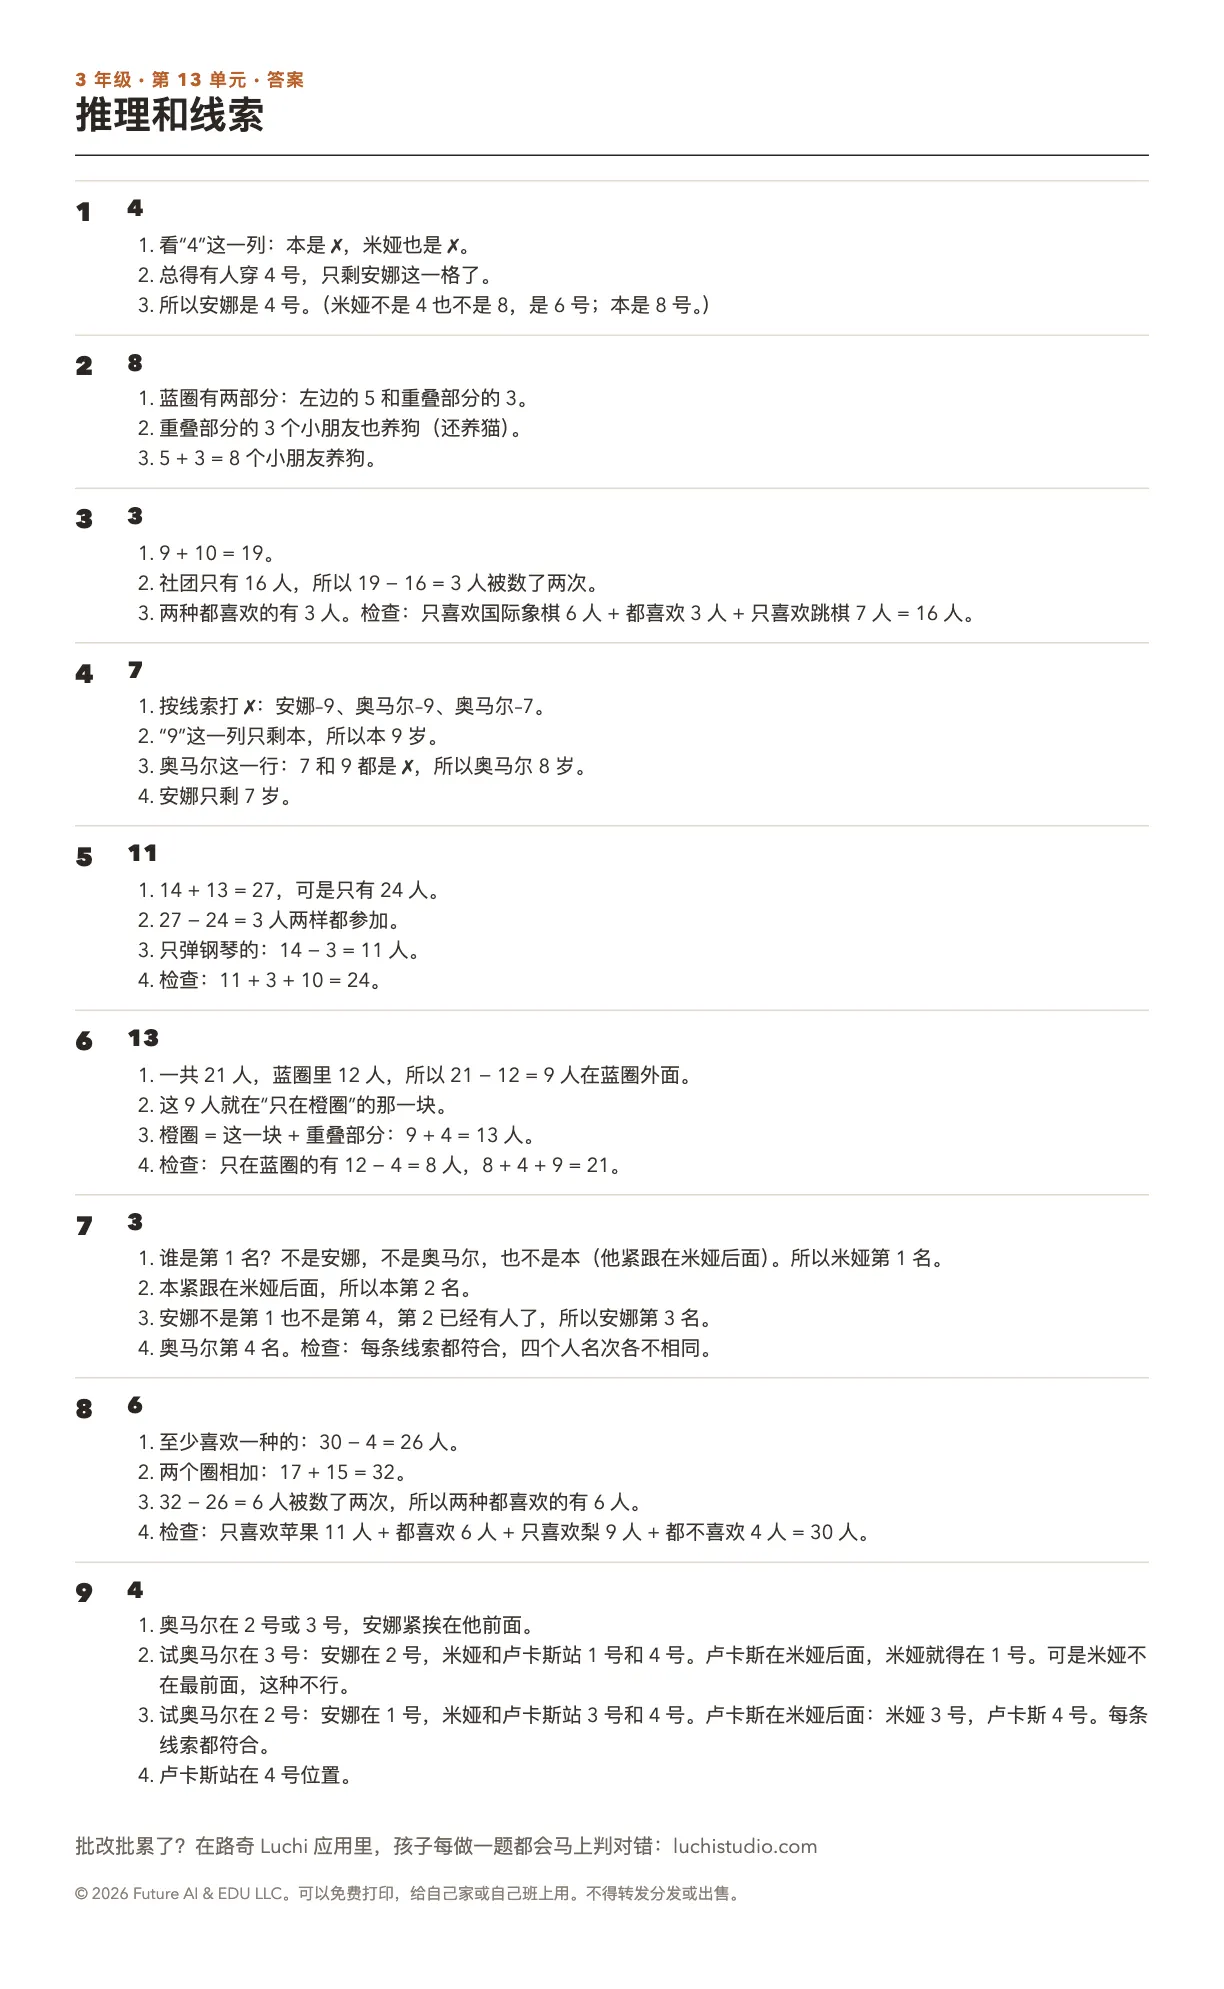 3 年级 · 第 13 单元 · 答案
推理和线索
1 4
1. 看“4”这一列：本是 ✗，米娅也是 ✗。
2. 总得有人穿 4 号，只剩安娜这一格了。
3. 所以安娜是 4 号。（米娅不是 4 也不是 8，是 6 号；本是 8 号。）
2 8
1. 蓝圈有两部分：左边的 5 和重叠部分的 3。
2. 重叠部分的 3 个小朋友也养狗（还养猫）。
3. 5 + 3 = 8 个小朋友养狗。
3 3
1. 9 + 10 = 19。
2. 社团只有 16 人，所以 19 − 16 = 3 人被数了两次。
3. 两种都喜欢的有 3 人。检查：只喜欢国际象棋 6 人 + 都喜欢 3 人 + 只喜欢跳棋 7 人 = 16 人。
4 7
1. 按线索打 ✗：安娜–9、奥马尔–9、奥马尔–7。
2. “9”这一列只剩本，所以本 9 岁。
3. 奥马尔这一行：7 和 9 都是 ✗，所以奥马尔 8 岁。
4. 安娜只剩 7 岁。
5 11
1. 14 + 13 = 27，可是只有 24 人。
2. 27 − 24 = 3 人两样都参加。
3. 只弹钢琴的：14 − 3 = 11 人。
4. 检查：11 + 3 + 10 = 24。
6 13
1. 一共 21 人，蓝圈里 12 人，所以 21 − 12 = 9 人在蓝圈外面。
2. 这 9 人就在“只在橙圈”的那一块。
3. 橙圈 = 这一块 + 重叠部分：9 + 4 = 13 人。
4. 检查：只在蓝圈的有 12 − 4 = 8 人，8 + 4 + 9 = 21。
7 3
1. 谁是第 1 名？不是安娜，不是奥马尔，也不是本（他紧跟在米娅后面）。所以米娅第 1 名。
2. 本紧跟在米娅后面，所以本第 2 名。
3. 安娜不是第 1 也不是第 4，第 2 已经有人了，所以安娜第 3 名。
4. 奥马尔第 4 名。检查：每条线索都符合，四个人名次各不相同。
8 6
1. 至少喜欢一种的：30 − 4 = 26 人。
2. 两个圈相加：17 + 15 = 32。
3. 32 − 26 = 6 人被数了两次，所以两种都喜欢的有 6 人。
4. 检查：只喜欢苹果 11 人 + 都喜欢 6 人 + 只喜欢梨 9 人 + 都不喜欢 4 人 = 30 人。
9 4
1. 奥马尔在 2 号或 3 号，安娜紧挨在他前面。
2. 试奥马尔在 3 号：安娜在 2 号，米娅和卢卡斯站 1 号和 4 号。卢卡斯在米娅后面，米娅就得在 1 号。可是米娅不
在最前面，这种不行。
3. 试奥马尔在 2 号：安娜在 1 号，米娅和卢卡斯站 3 号和 4 号。卢卡斯在米娅后面：米娅 3 号，卢卡斯 4 号。每条
线索都符合。
4. 卢卡斯站在 4 号位置。
批改批累了？在路奇 Luchi 应用里，孩子每做一题都会马上判对错：luchistudio.com
© 2026 Future AI & EDU LLC。可以免费打印，给自己家或自己班上用。不得转发分发或出售。